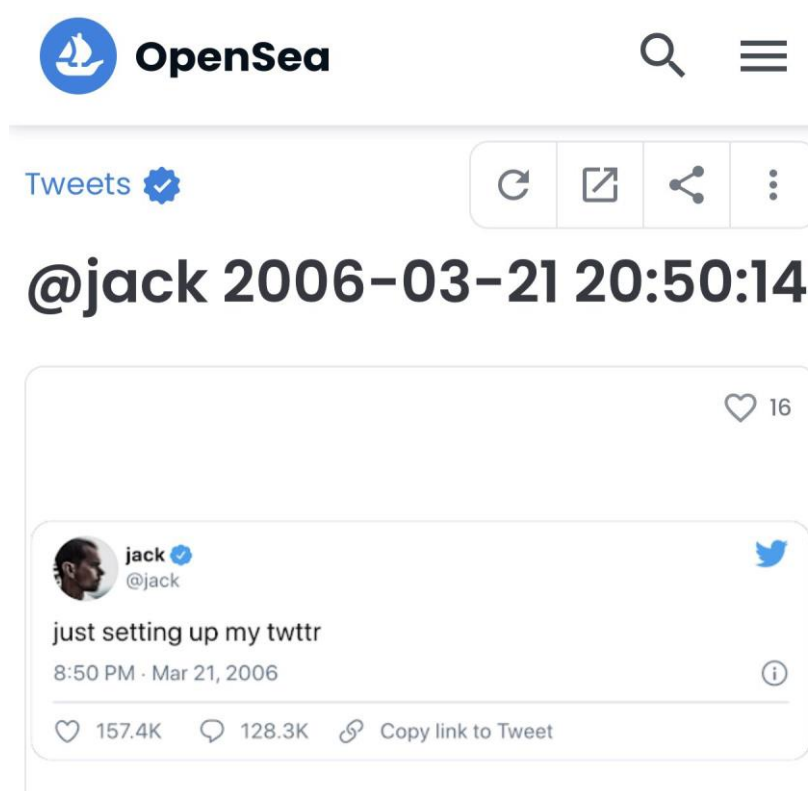 OpenSea
Tweets
@jack 2006-03-21 20:50:14
16
jack
@jack
just setting up my twttr
8:50 PM · Mar 21, 2006
157.4K 128.3K Copy link to Tweet